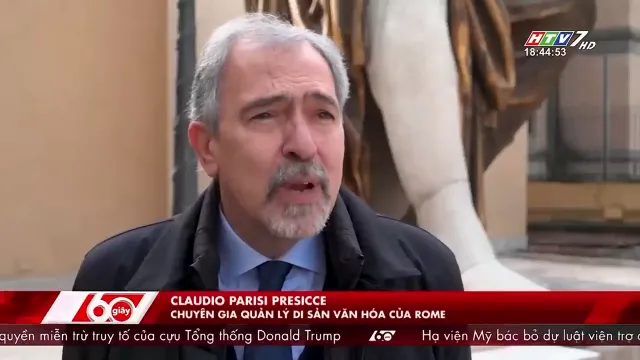 HTV7 HD
18:44:53
60 giây
CLAUDIO PARISI PRESICCE
CHUYÊN GIA QUẢN LÝ DI SẢN VĂN HÓA CỦA ROME
quyền miễn trừ truy tố của cựu Tổng thống Donald Trump 60 giây Hạ viện Mỹ bác bỏ dự luật viện trợ